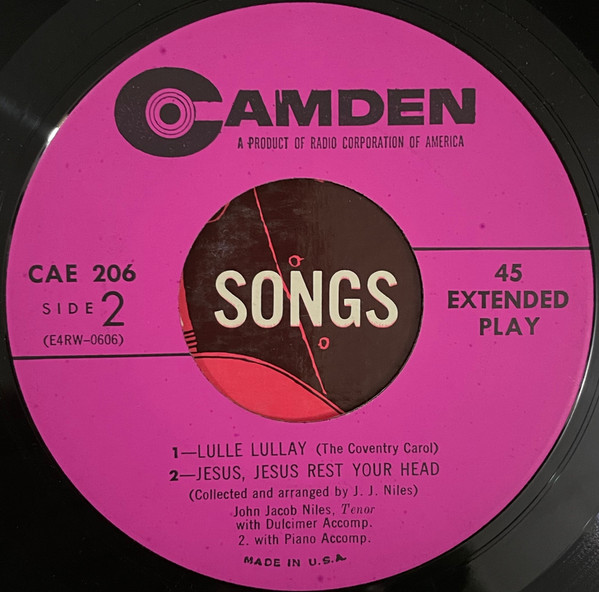 CAMDEN
A PRODUCT OF RADIO CORPORATION OF AMERICA
CAE 206
SIDE 2
(E4RW-0606)
SONGS
45
EXTENDED
PLAY
1—LULLE LULLAY (The Coventry Carol)
2—JESUS, JESUS REST YOUR HEAD
(Collected and arranged by J. J. Niles)
John Jacob Niles, Tenor
with Dulcimer Accomp.
2. with Piano Accomp.
MADE IN U.S.A.